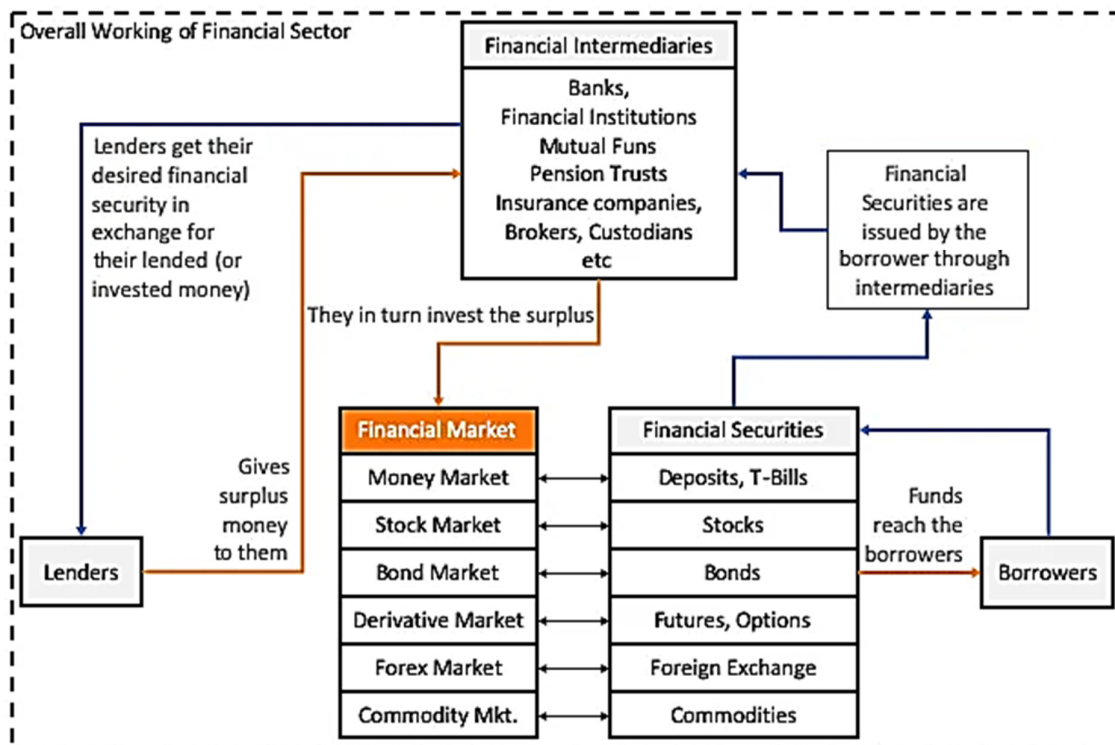 Overall Working of Financial Sector
Financial Intermediaries
Banks,
Financial Institutions
Mutual Funs
Pension Trusts
Insurance companies,
Brokers, Custodians
etc
Lenders get their
desired financial
security in
exchange for
their lended (or
invested money)
Financial
Securities are
issued by the
borrower through
intermediaries
They in turn invest the surplus
Financial Market
Money Market
Stock Market
Bond Market
Derivative Market
Forex Market
Commodity Mkt.
Financial Securities
Deposits, T-Bills
Stocks
Bonds
Futures, Options
Foreign Exchange
Commodities
Gives
surplus
money
to them
Lenders
Funds
reach the
borrowers
Borrowers